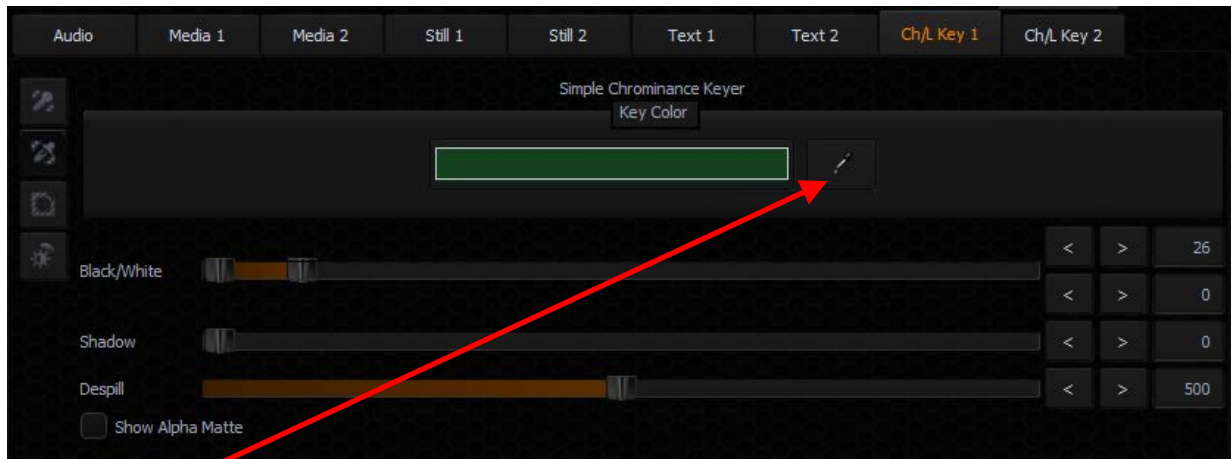 Audio Media 1 Media 2 Still 1 Still 2 Text 1 Text 2 Ch/L Key 1 Ch/L Key 2
Simple Chrominance Keyer
Key Color
Black/White < > 26
< > 0
Shadow < > 0
Despill < > 500
Show Alpha Matte